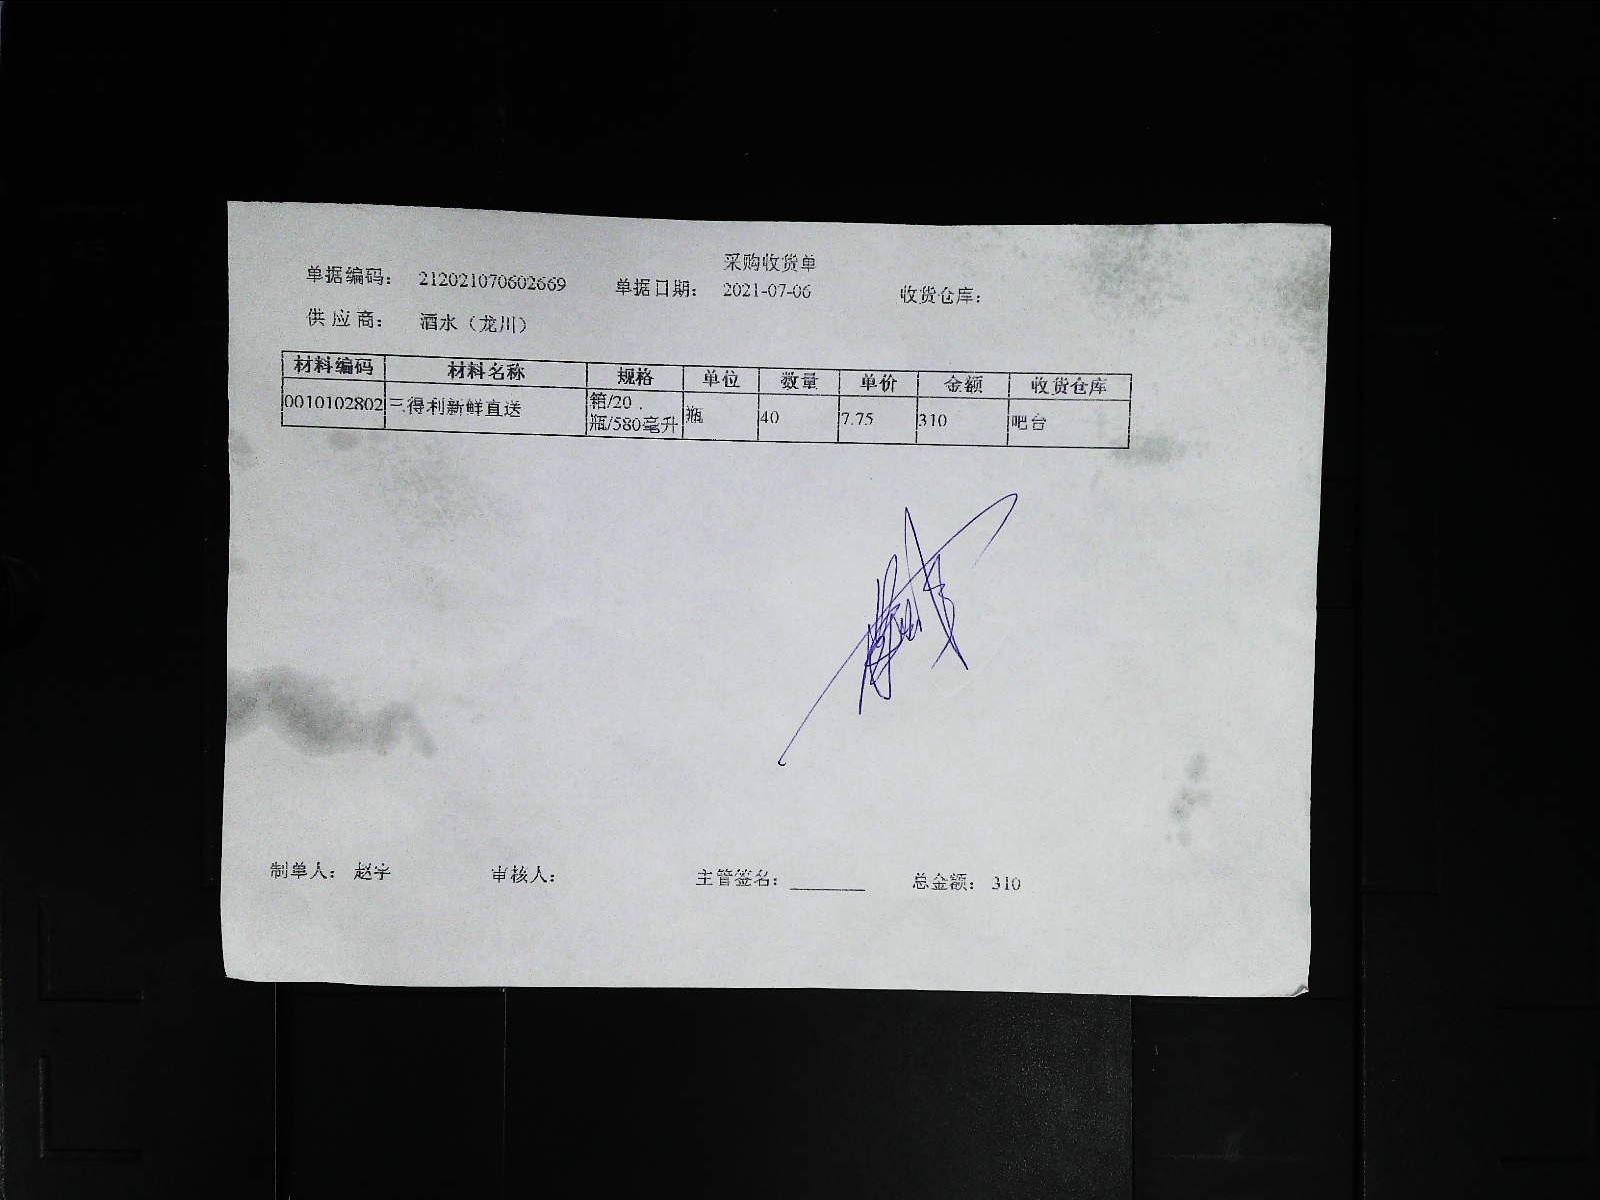 采购收货单
单据编码： 212021070602669 单据日期： 2021-07-06 收货仓库：
供应商： 酒水（龙川）
材料编码 材料名称 规格 单位 数量 单价 金额 收货仓库
0010102802 三得利新鲜直送 箱/20 瓶/580毫升 瓶 40 7.75 310 吧台
制单人： 赵宇 审核人： 主管签名： 总金额： 310